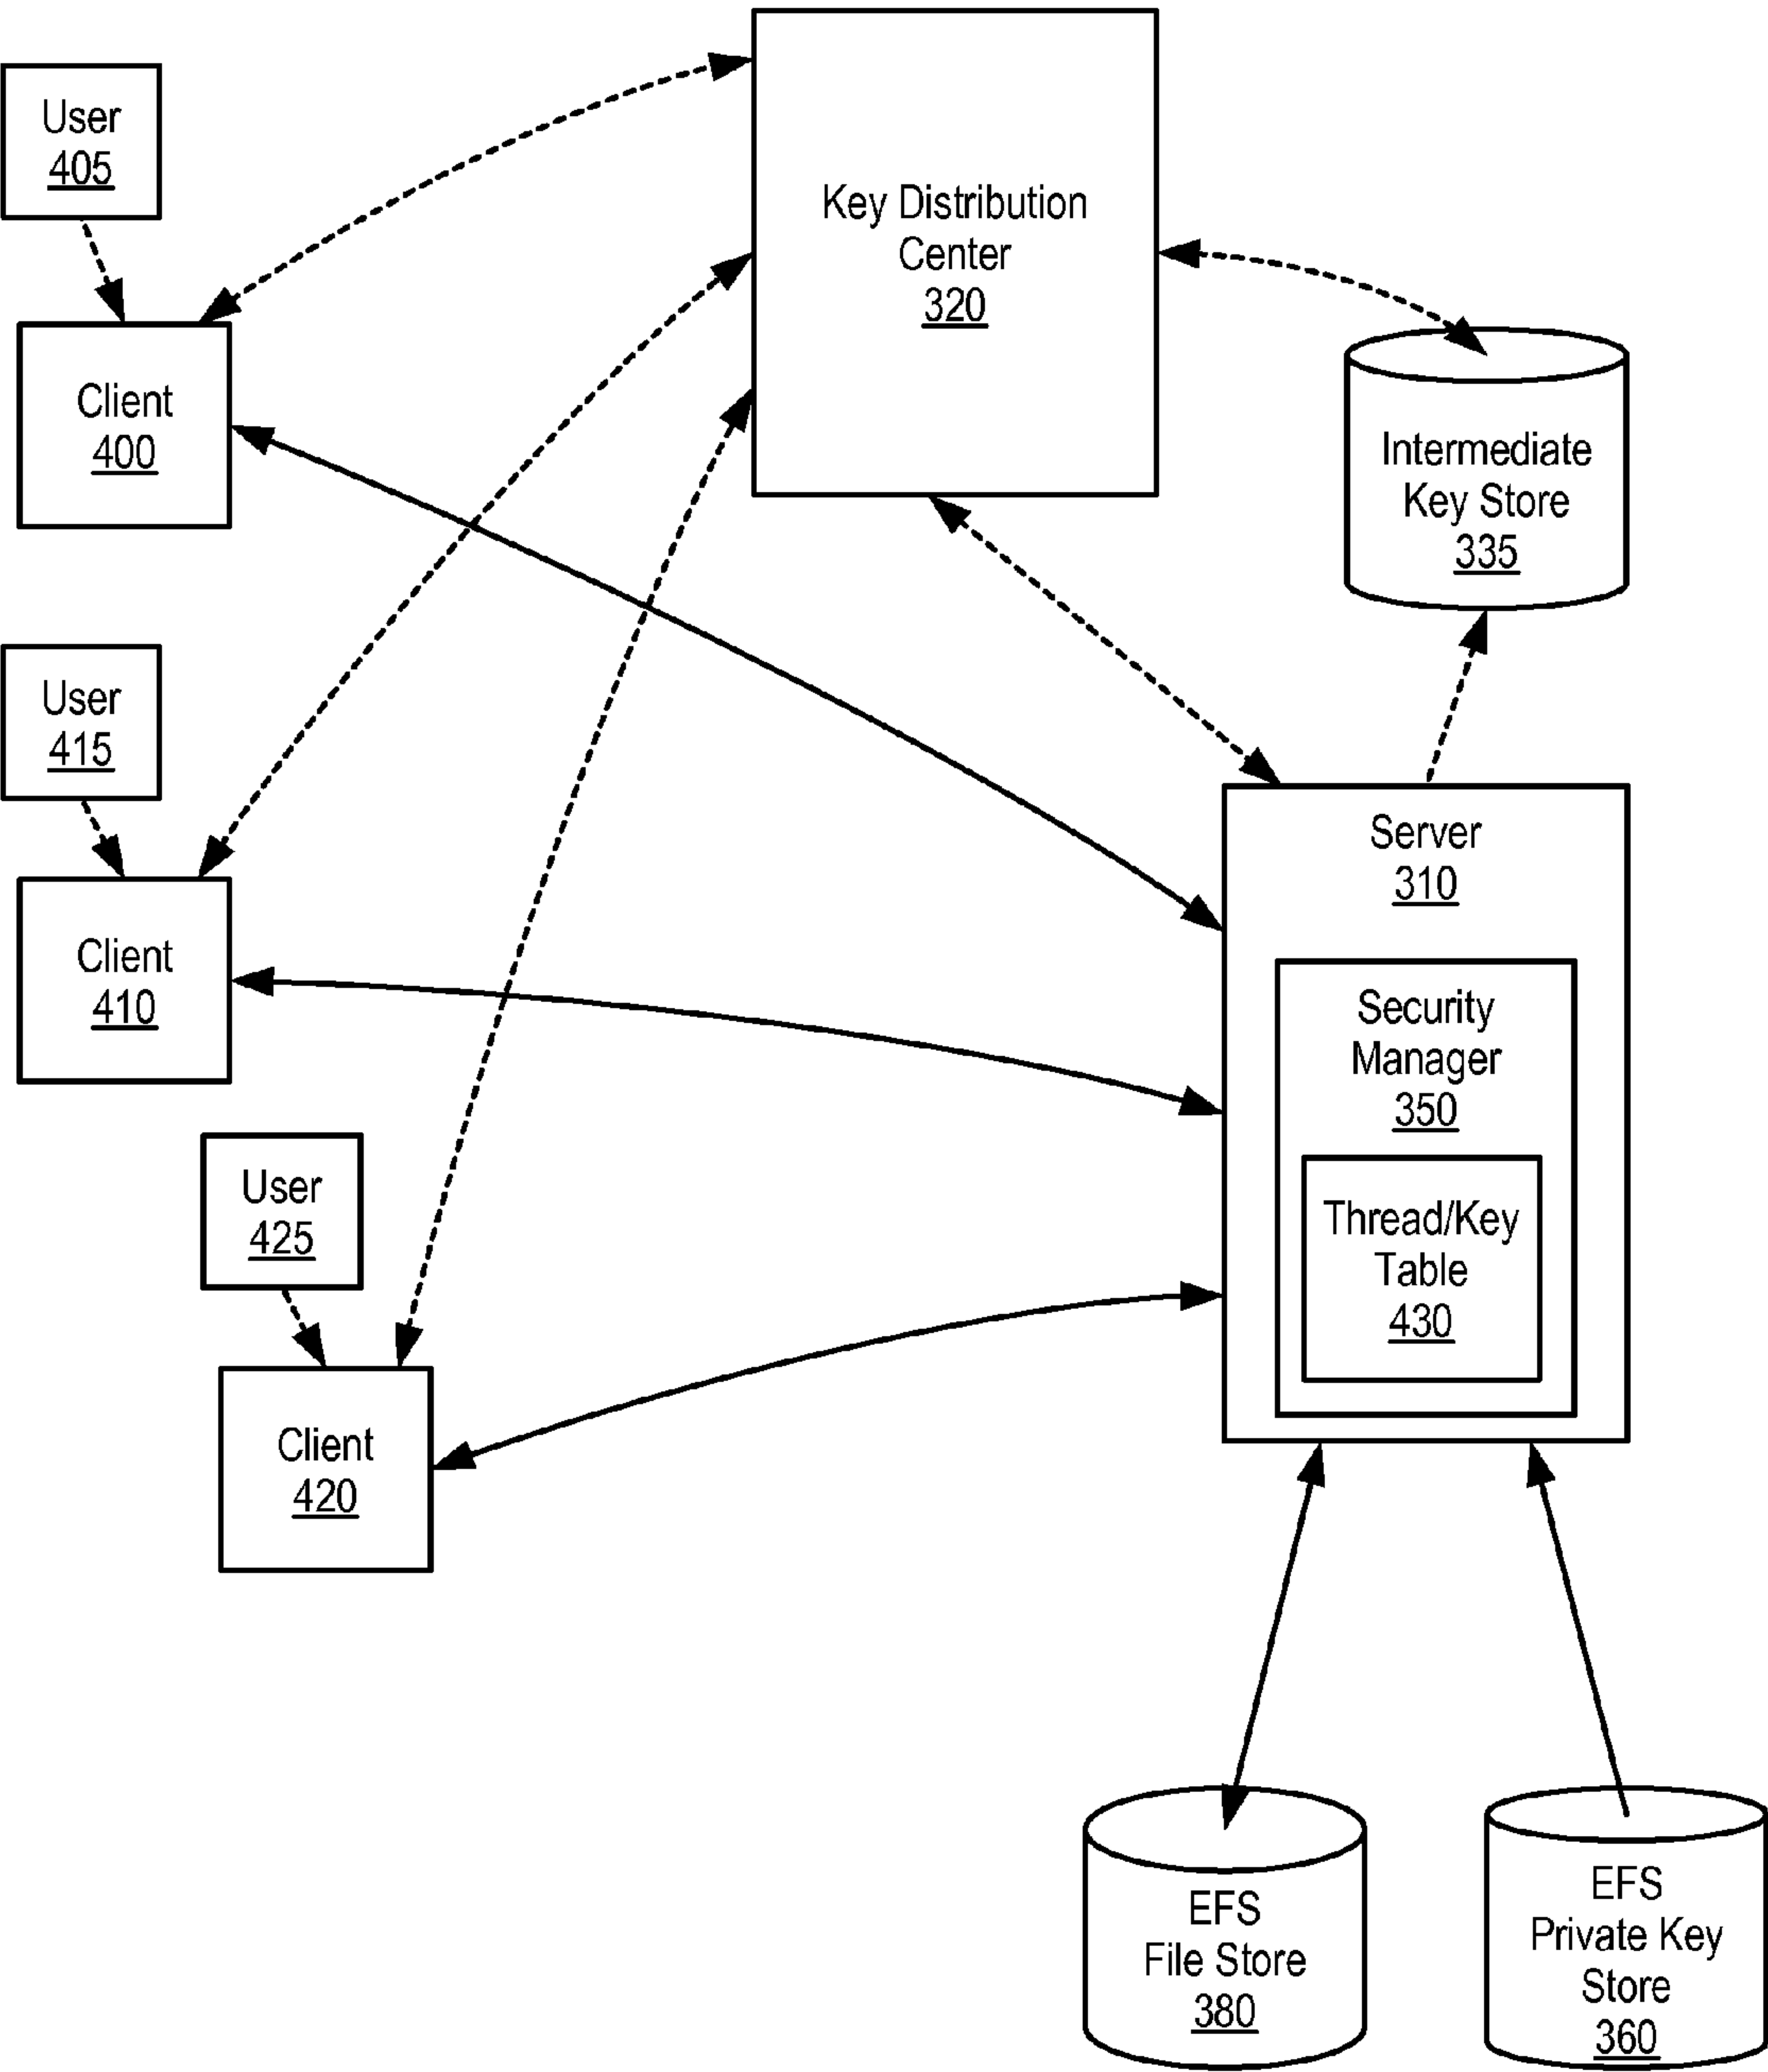 User
405
Key Distribution
Center
320
Client
400
Intermediate
Key Store
335
User
415
Server
310
Client
410
Security
Manager
350
User
425
Thread/Key
Table
430
Client
420
EFS
File Store
380
EFS
Private Key
Store
360